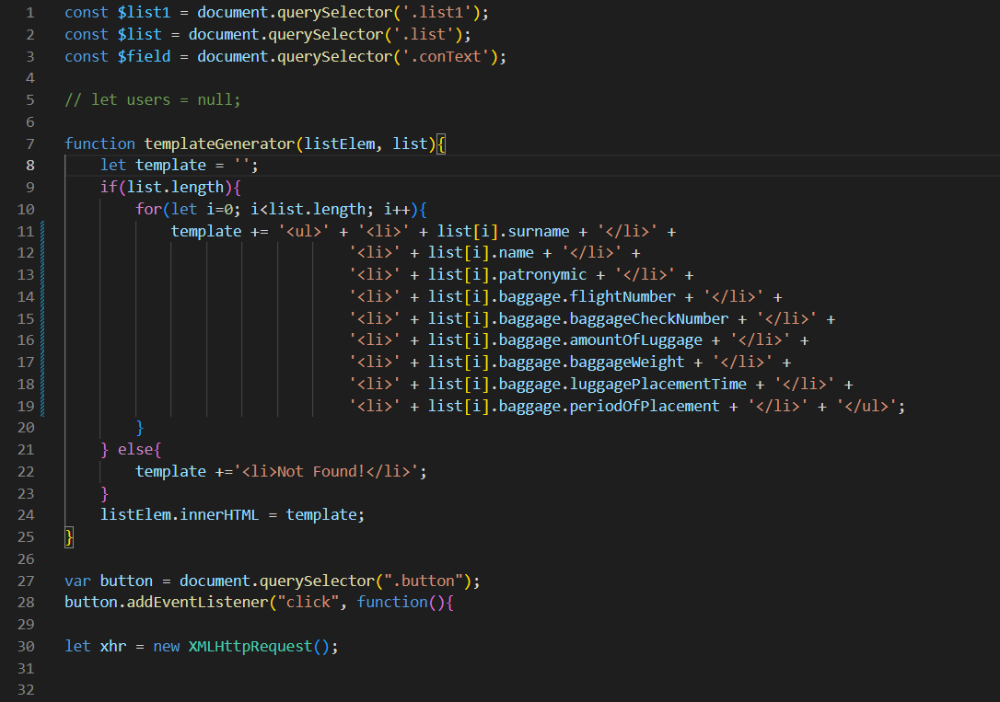 1 const $list1 = document.querySelector('.list1');
2 const $list = document.querySelector('.list');
3 const $field = document.querySelector('.conText');
4
5 // let users = null;
6
7 function templateGenerator(listElem, list){
8     let template = '';
9     if(list.length){
10         for(let i=0; i<list.length; i++){
11             template += '<ul>' + '<li>' + list[i].surname + '</li>' +
12                                 '<li>' + list[i].name + '</li>' +
13                                 '<li>' + list[i].patronymic + '</li>' +
14                                 '<li>' + list[i].baggage.flightNumber + '</li>' +
15                                 '<li>' + list[i].baggage.baggageCheckNumber + '</li>' +
16                                 '<li>' + list[i].baggage.amountOfLuggage + '</li>' +
17                                 '<li>' + list[i].baggage.baggageWeight + '</li>' +
18                                 '<li>' + list[i].baggage.luggagePlacementTime + '</li>' +
19                                 '<li>' + list[i].baggage.periodOfPlacement + '</li>' + '</ul>';
20         }
21     } else{
22         template +='<li>Not Found!</li>';
23     }
24     listElem.innerHTML = template;
25 }
26
27 var button = document.querySelector(".button");
28 button.addEventListener("click", function(){
29
30 let xhr = new XMLHttpRequest();
31
32